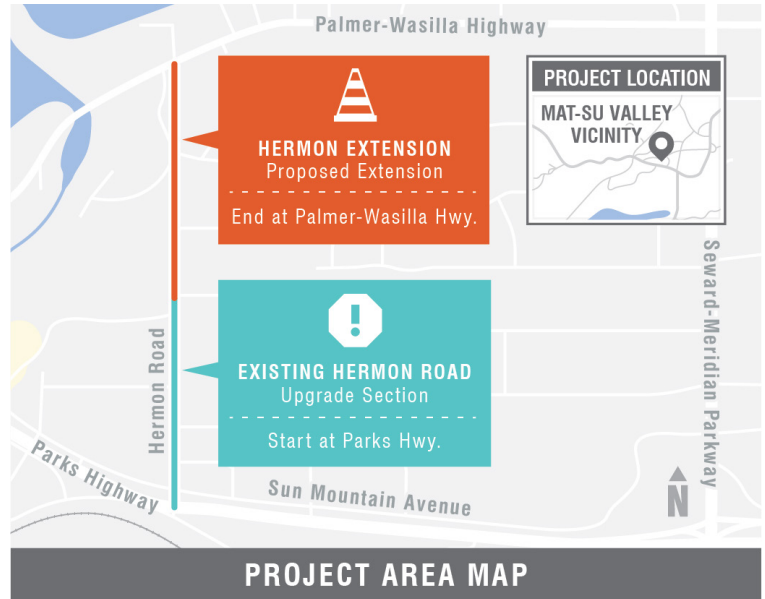 Palmer-Wasilla Highway
HERMON EXTENSION
Proposed Extension
End at Palmer-Wasilla Hwy.
PROJECT LOCATION
MAT-SU VALLEY
VICINITY
Seward-Meridian Parkway
Hermon Road
EXISTING HERMON ROAD
Upgrade Section
Start at Parks Hwy.
Parks Highway
Sun Mountain Avenue
N
PROJECT AREA MAP